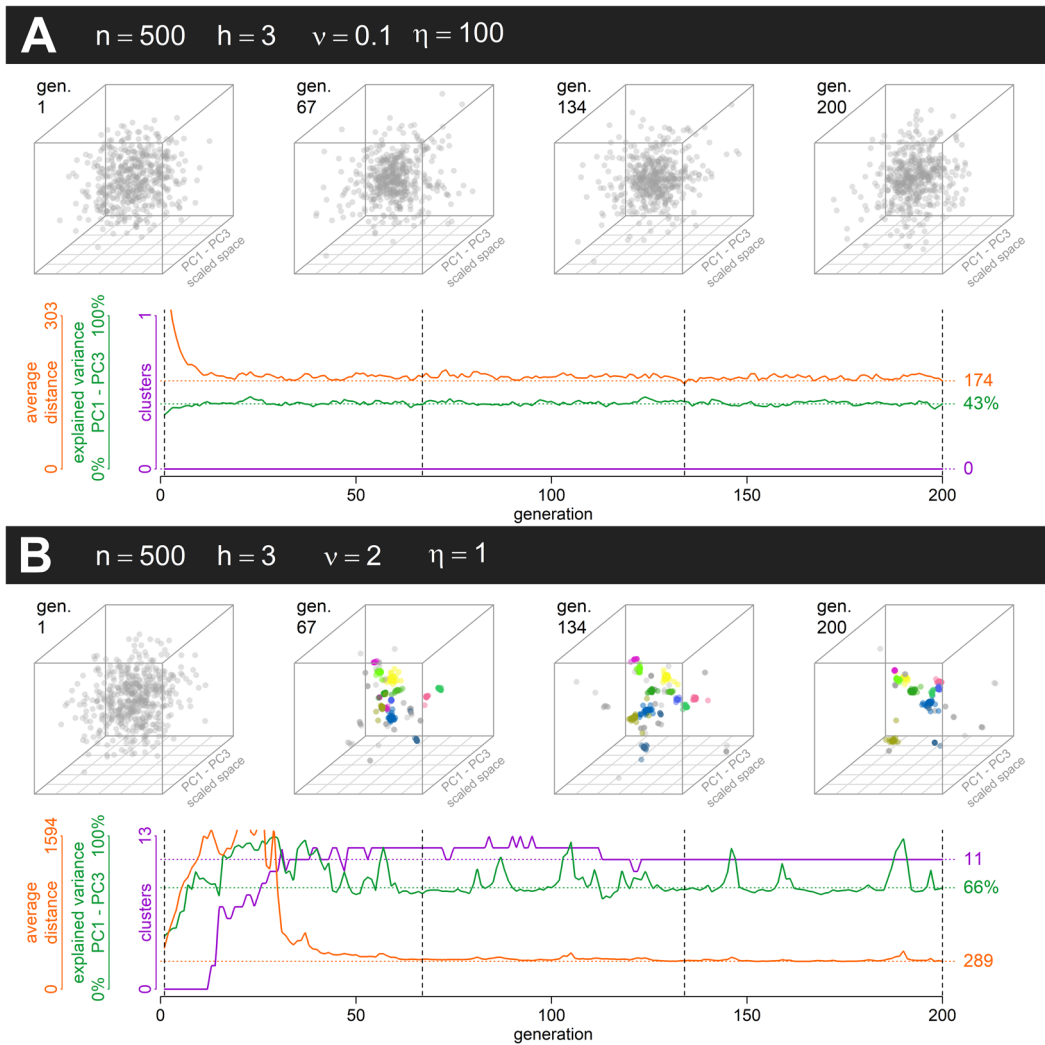 A n = 500 h = 3 ν = 0.1 η = 100
gen.
1
gen.
67
gen.
134
gen.
200
PC1 - PC3
scaled space
PC1 - PC3
scaled space
PC1 - PC3
scaled space
PC1 - PC3
scaled space
average
distance
0
303
explained variance
PC1 - PC3
0%
100%
clusters
0
1
174
43%
0
0 50 100 150 200
generation
B n = 500 h = 3 ν = 2 η = 1
gen.
1
gen.
67
gen.
134
gen.
200
PC1 - PC3
scaled space
PC1 - PC3
scaled space
PC1 - PC3
scaled space
PC1 - PC3
scaled space
average
distance
0
1594
explained variance
PC1 - PC3
0%
100%
clusters
0
13
11
66%
289
0 50 100 150 200
generation